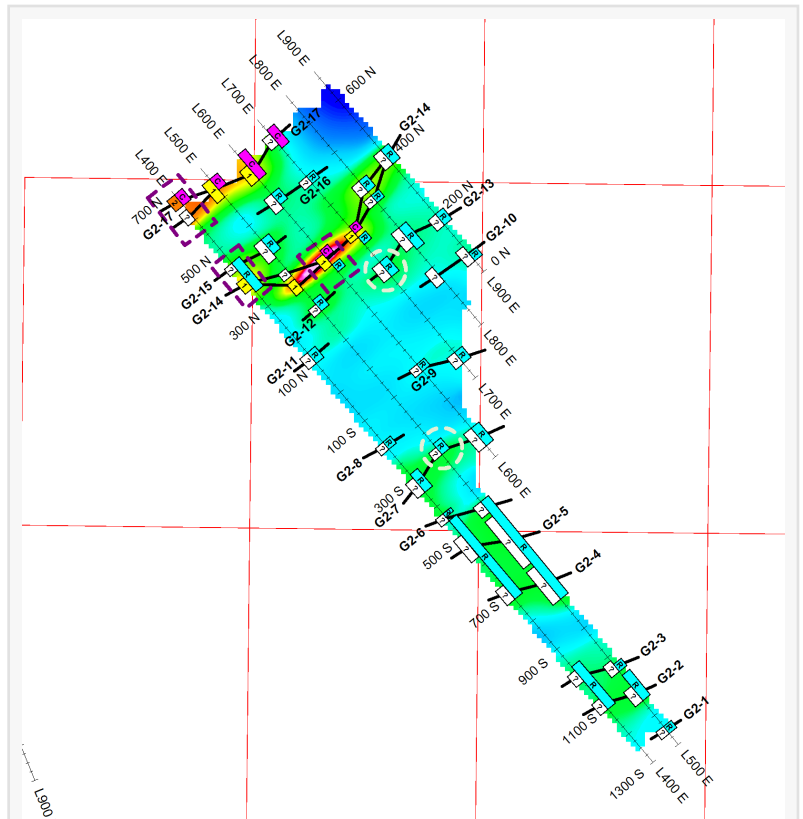 L900 E
L800 E
600 N
L700 E
G2-14
L600 E
G2-17
400 N
L500 E
L400 E
G2-16
200 N
G2-13
700 N
G2-17
G2-10
0 N
500 N
L900 E
G2-15
G2-14
300 N
G2-12
L800 E
G2-11
100 N
G2-9
L700 E
100 S
G2-8
L600 E
300 S
G2-7
G2-6
G2-5
500 S
G2-4
700 S
G2-3
900 S
G2-2
G2-1
1100 S
L500 E
1300 S
L400 E
L900